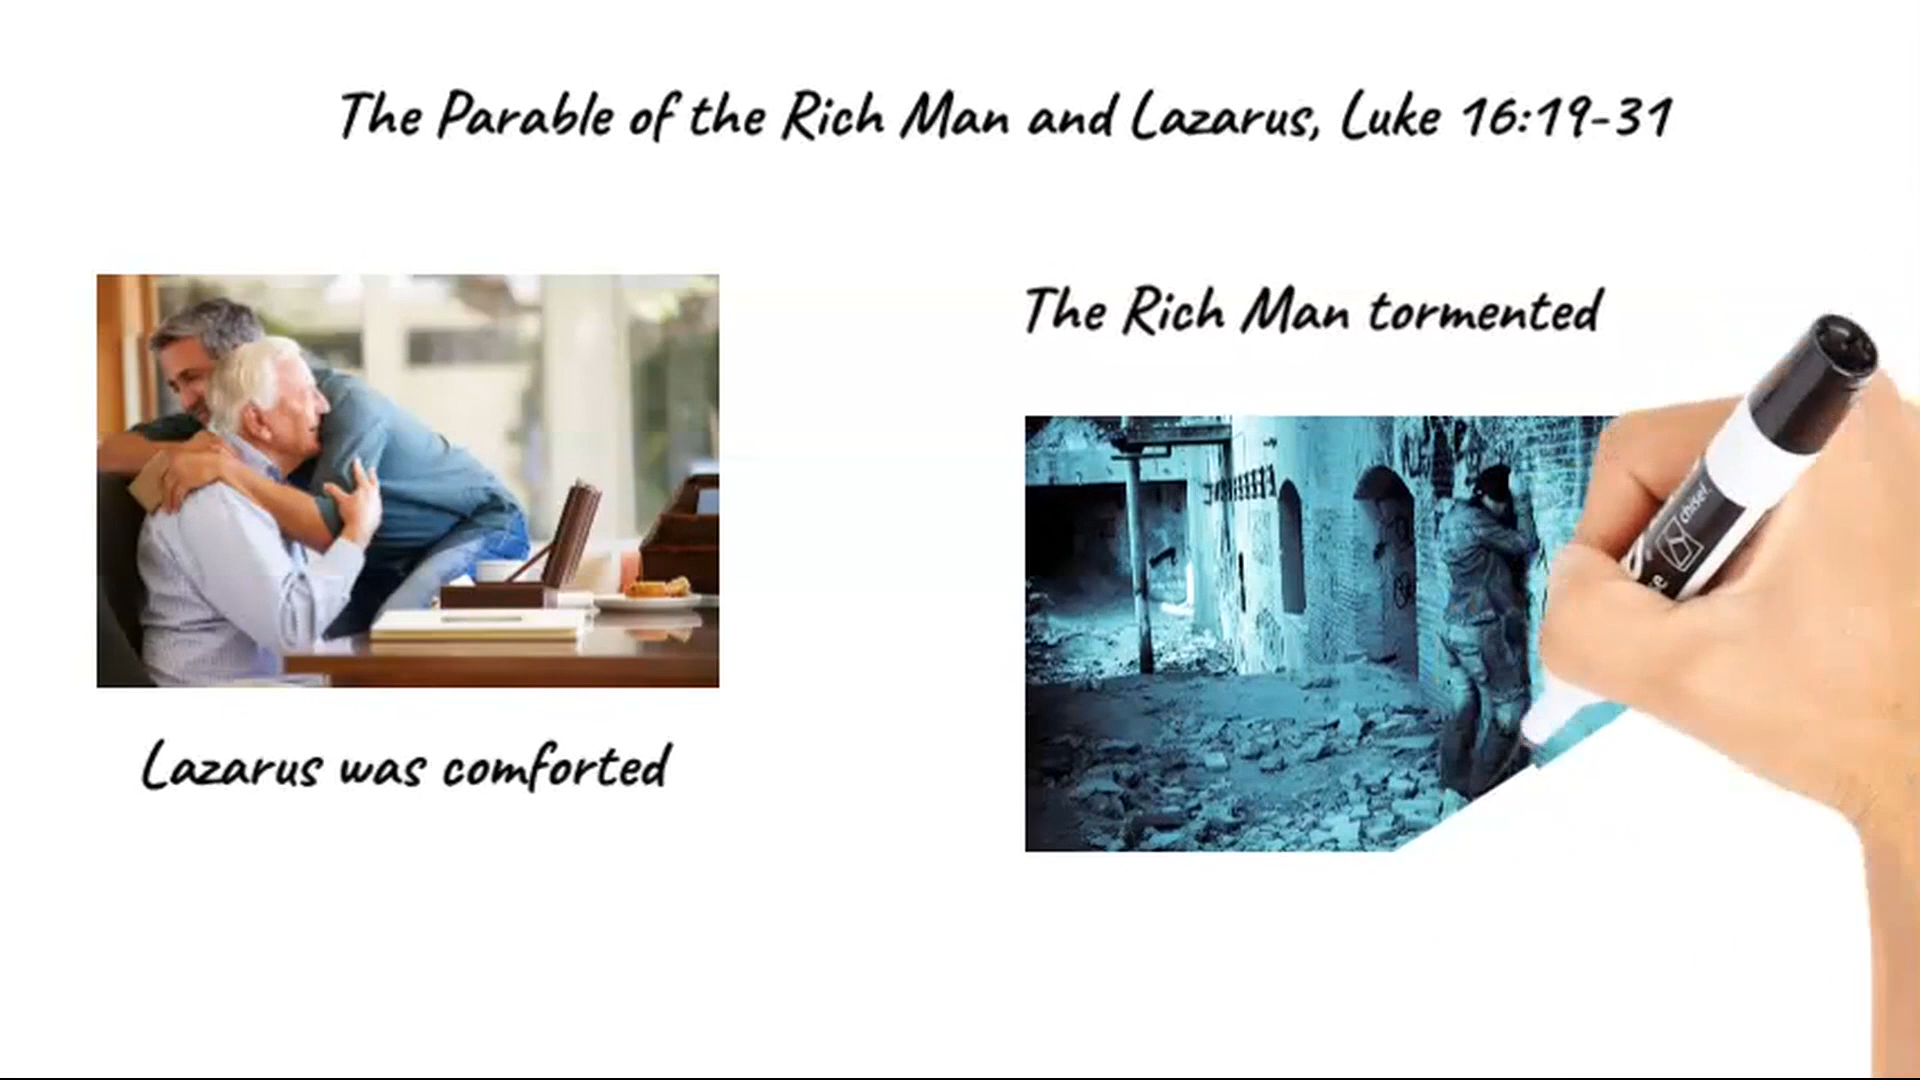 The Parable of the Rich Man and Lazarus, Luke 16:19-31
The Rich Man tormented
Lazarus was comforted
chisel